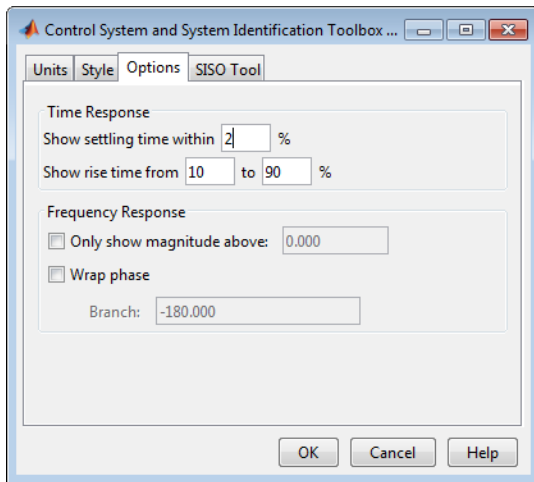 Control System and System Identification Toolbox ...
Units Style Options SISO Tool
Time Response
Show settling time within 2 %
Show rise time from 10 to 90 %
Frequency Response
Only show magnitude above: 0.000
Wrap phase
Branch: -180.000
OK Cancel Help